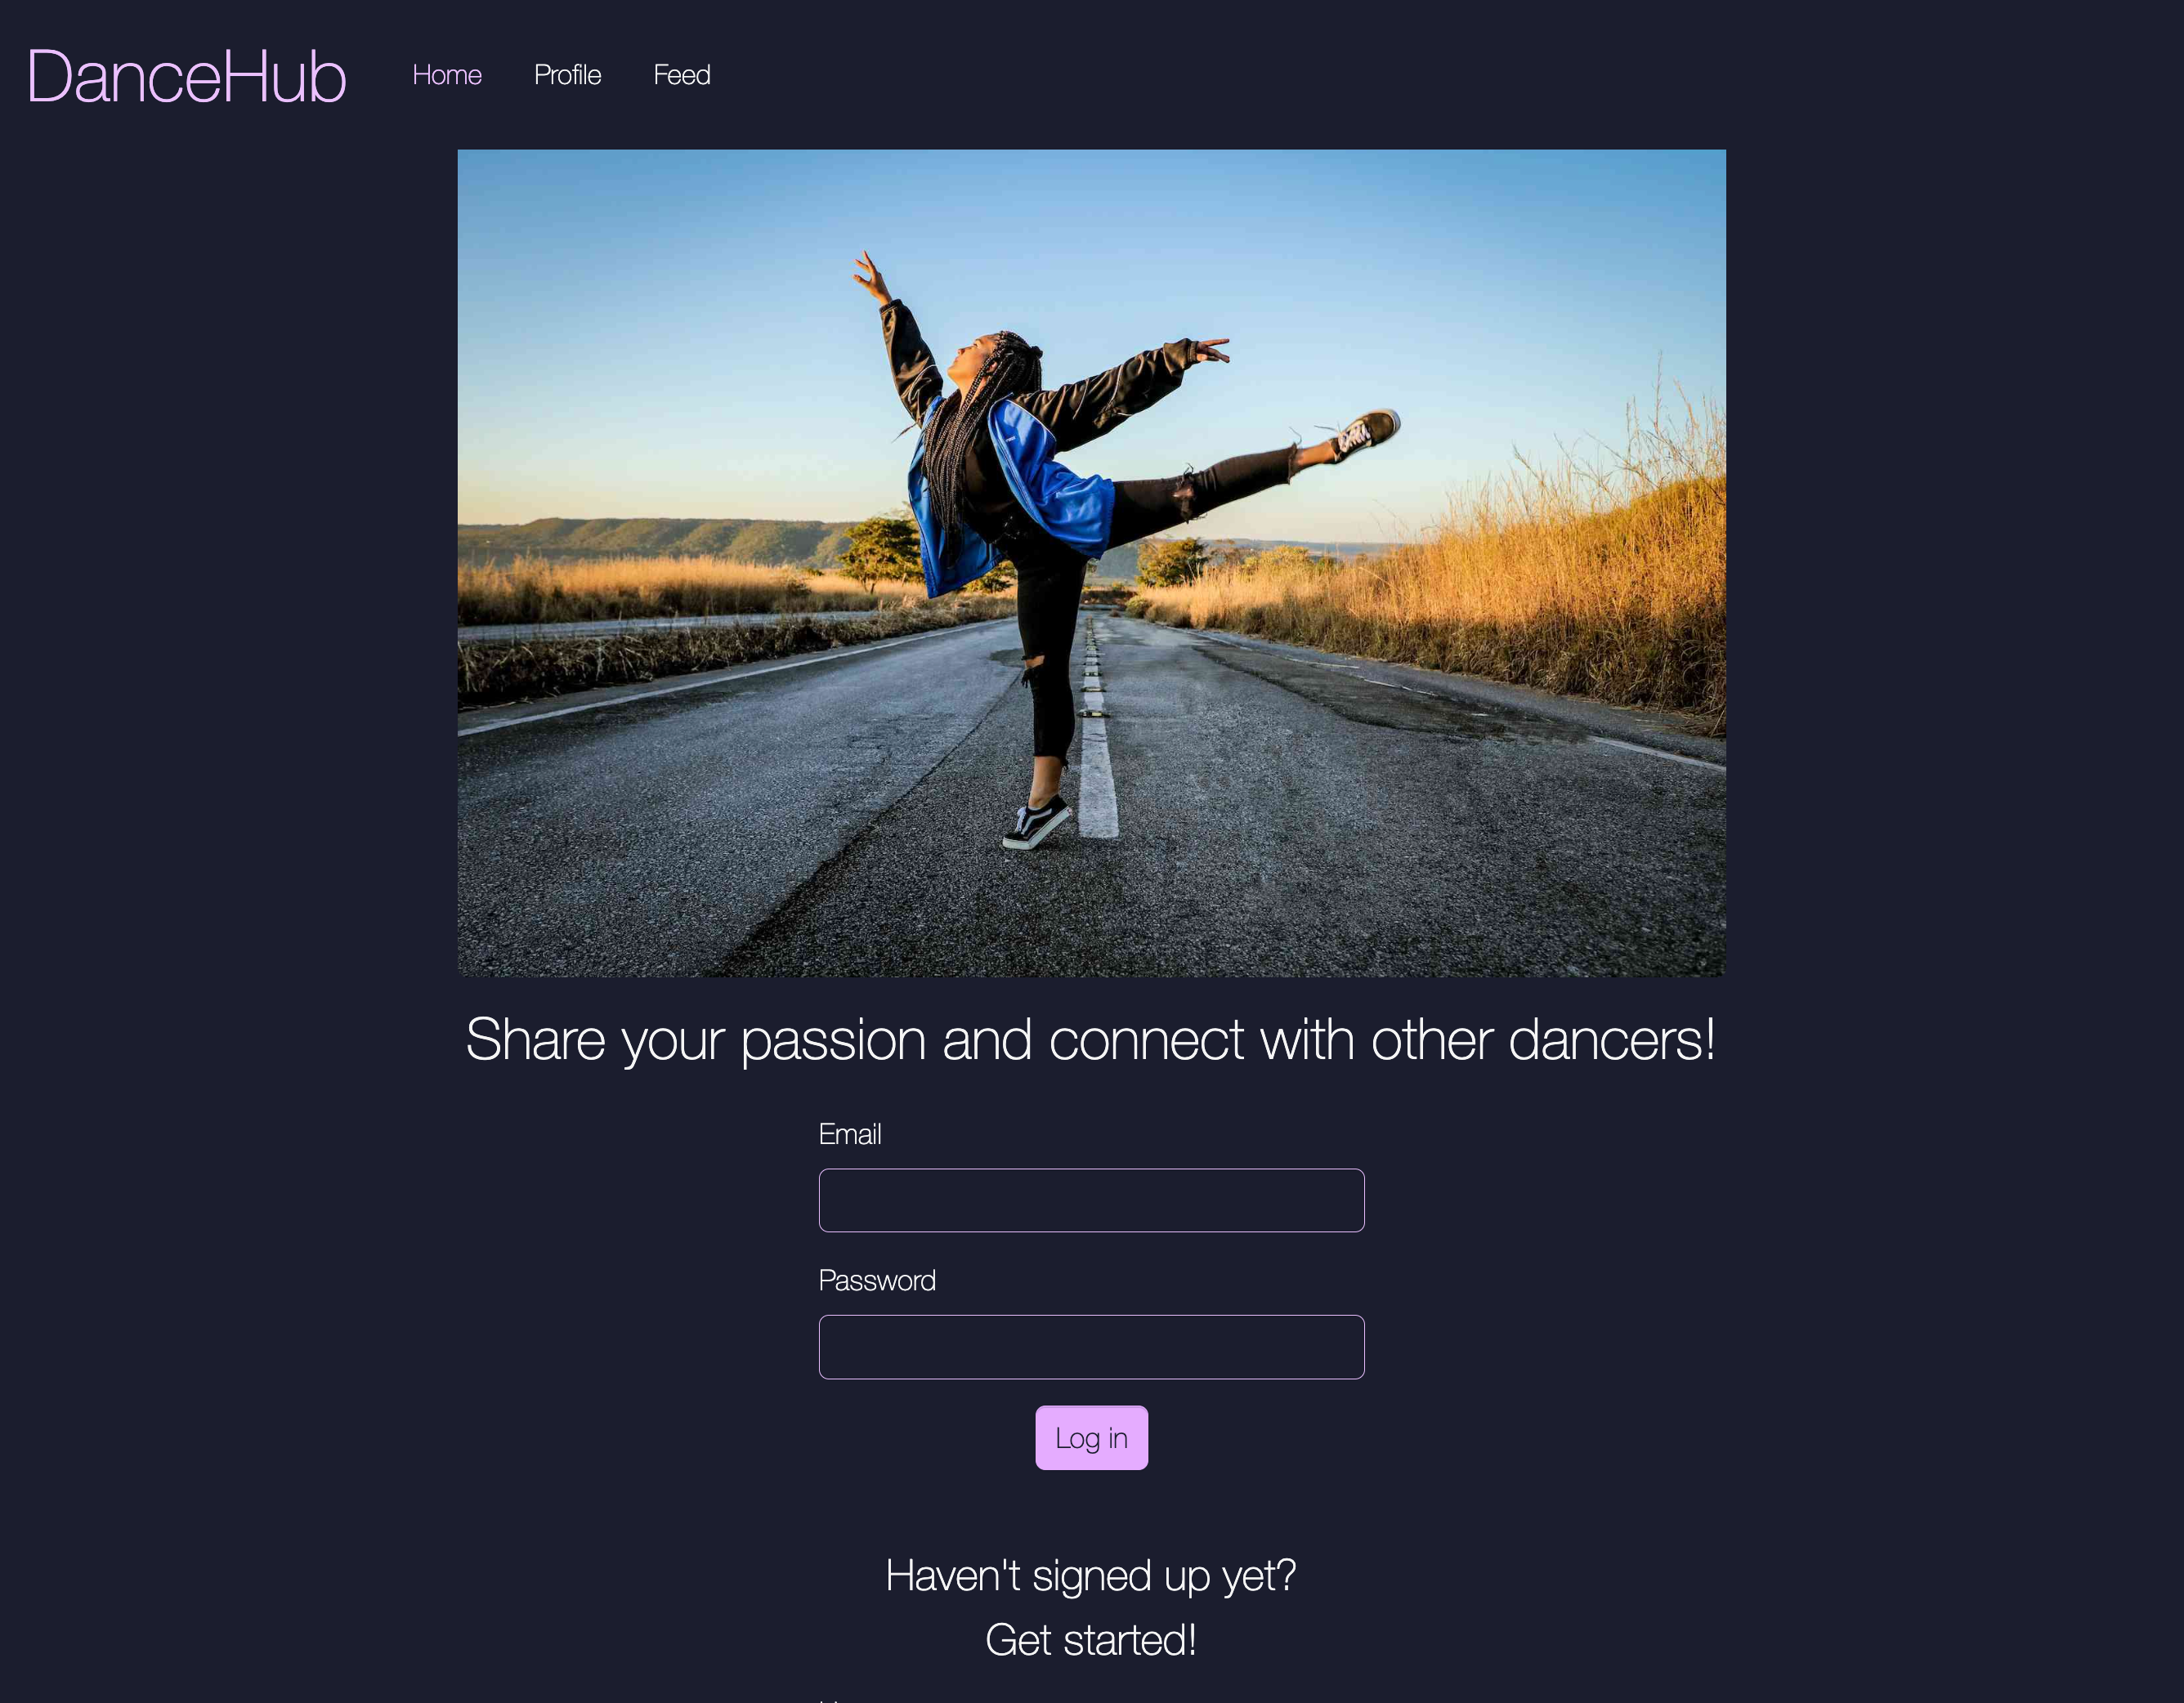 DanceHub
Home Profile Feed
Share your passion and connect with other dancers!
Email
Password
Log in
Haven't signed up yet?
Get started!